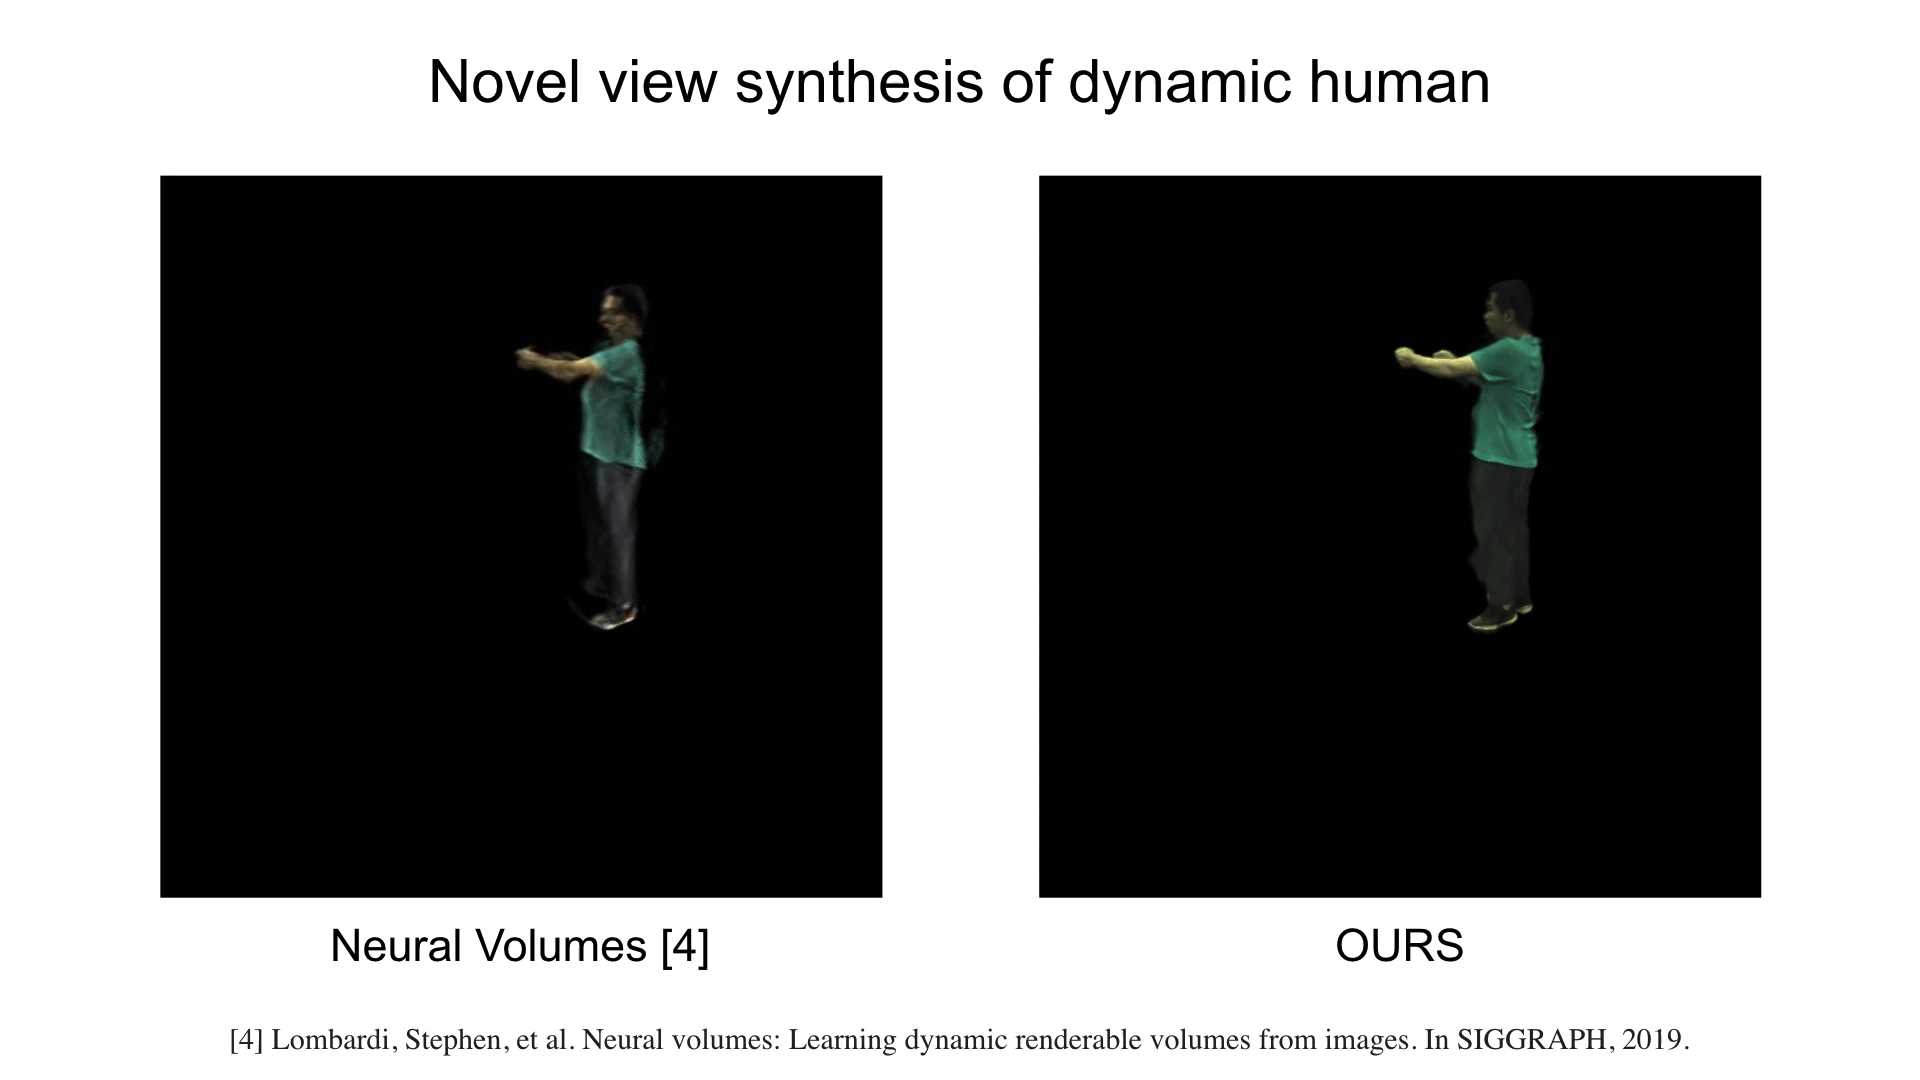 Novel view synthesis of dynamic human
Neural Volumes [4]
OURS
[4] Lombardi, Stephen, et al. Neural volumes: Learning dynamic renderable volumes from images. In SIGGRAPH, 2019.